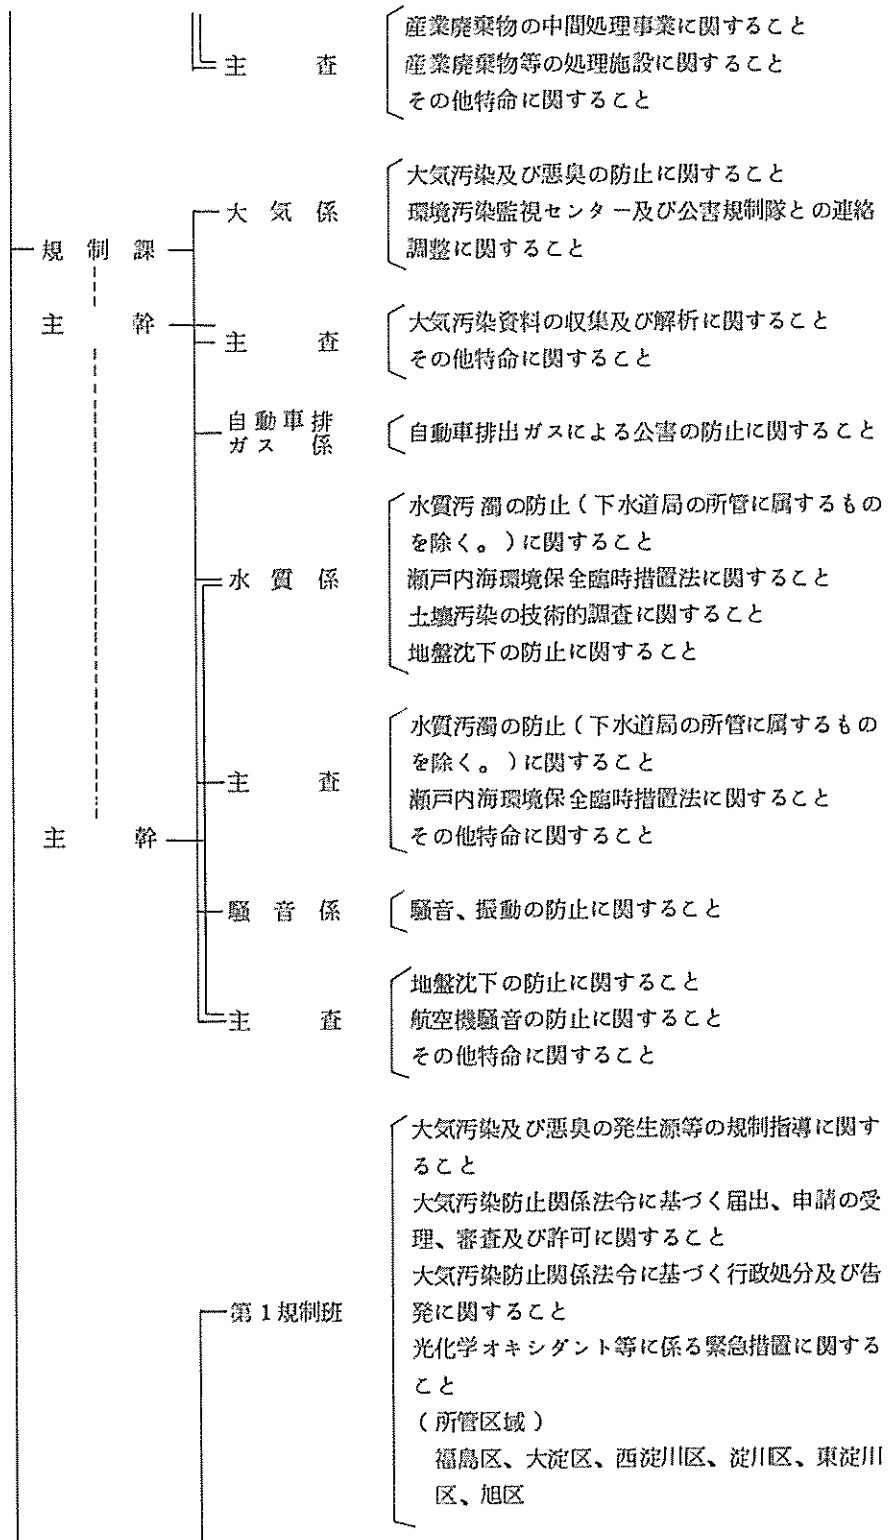 産業廃棄物の中間処理事業に関すること
主査
産業廃棄物等の処理施設に関すること
その他特命に関すること
規制課
大気係
大気汚染及び悪臭の防止に関すること
環境汚染監視センター及び公害規制隊との連絡
調整に関すること
主幹
主査
大気汚染資料の収集及び解析に関すること
その他特命に関すること
自動車排
ガス係
自動車排出ガスによる公害の防止に関すること
水質係
水質汚濁の防止(下水道局の所管に属するもの
を除く。)に関すること
瀬戸内海環境保全臨時措置法に関すること
土壌汚染の技術的調査に関すること
地盤沈下の防止に関すること
主査
水質汚濁の防止(下水道局の所管に属するもの
を除く。)に関すること
瀬戸内海環境保全臨時措置法に関すること
その他特命に関すること
主幹
騒音係
騒音、振動の防止に関すること
主査
地盤沈下の防止に関すること
航空機騒音の防止に関すること
その他特命に関すること
第1規制班
大気汚染及び悪臭の発生源等の規制指導に関す
ること
大気汚染防止関係法令に基づく届出、申請の受
理、審査及び許可に関すること
大気汚染防止関係法令に基づく行政処分及び告
発に関すること
光化学オキシダント等に係る緊急措置に関する
こと
(所管区域)
福島区、大淀区、西淀川区、淀川区、東淀川
区、旭区